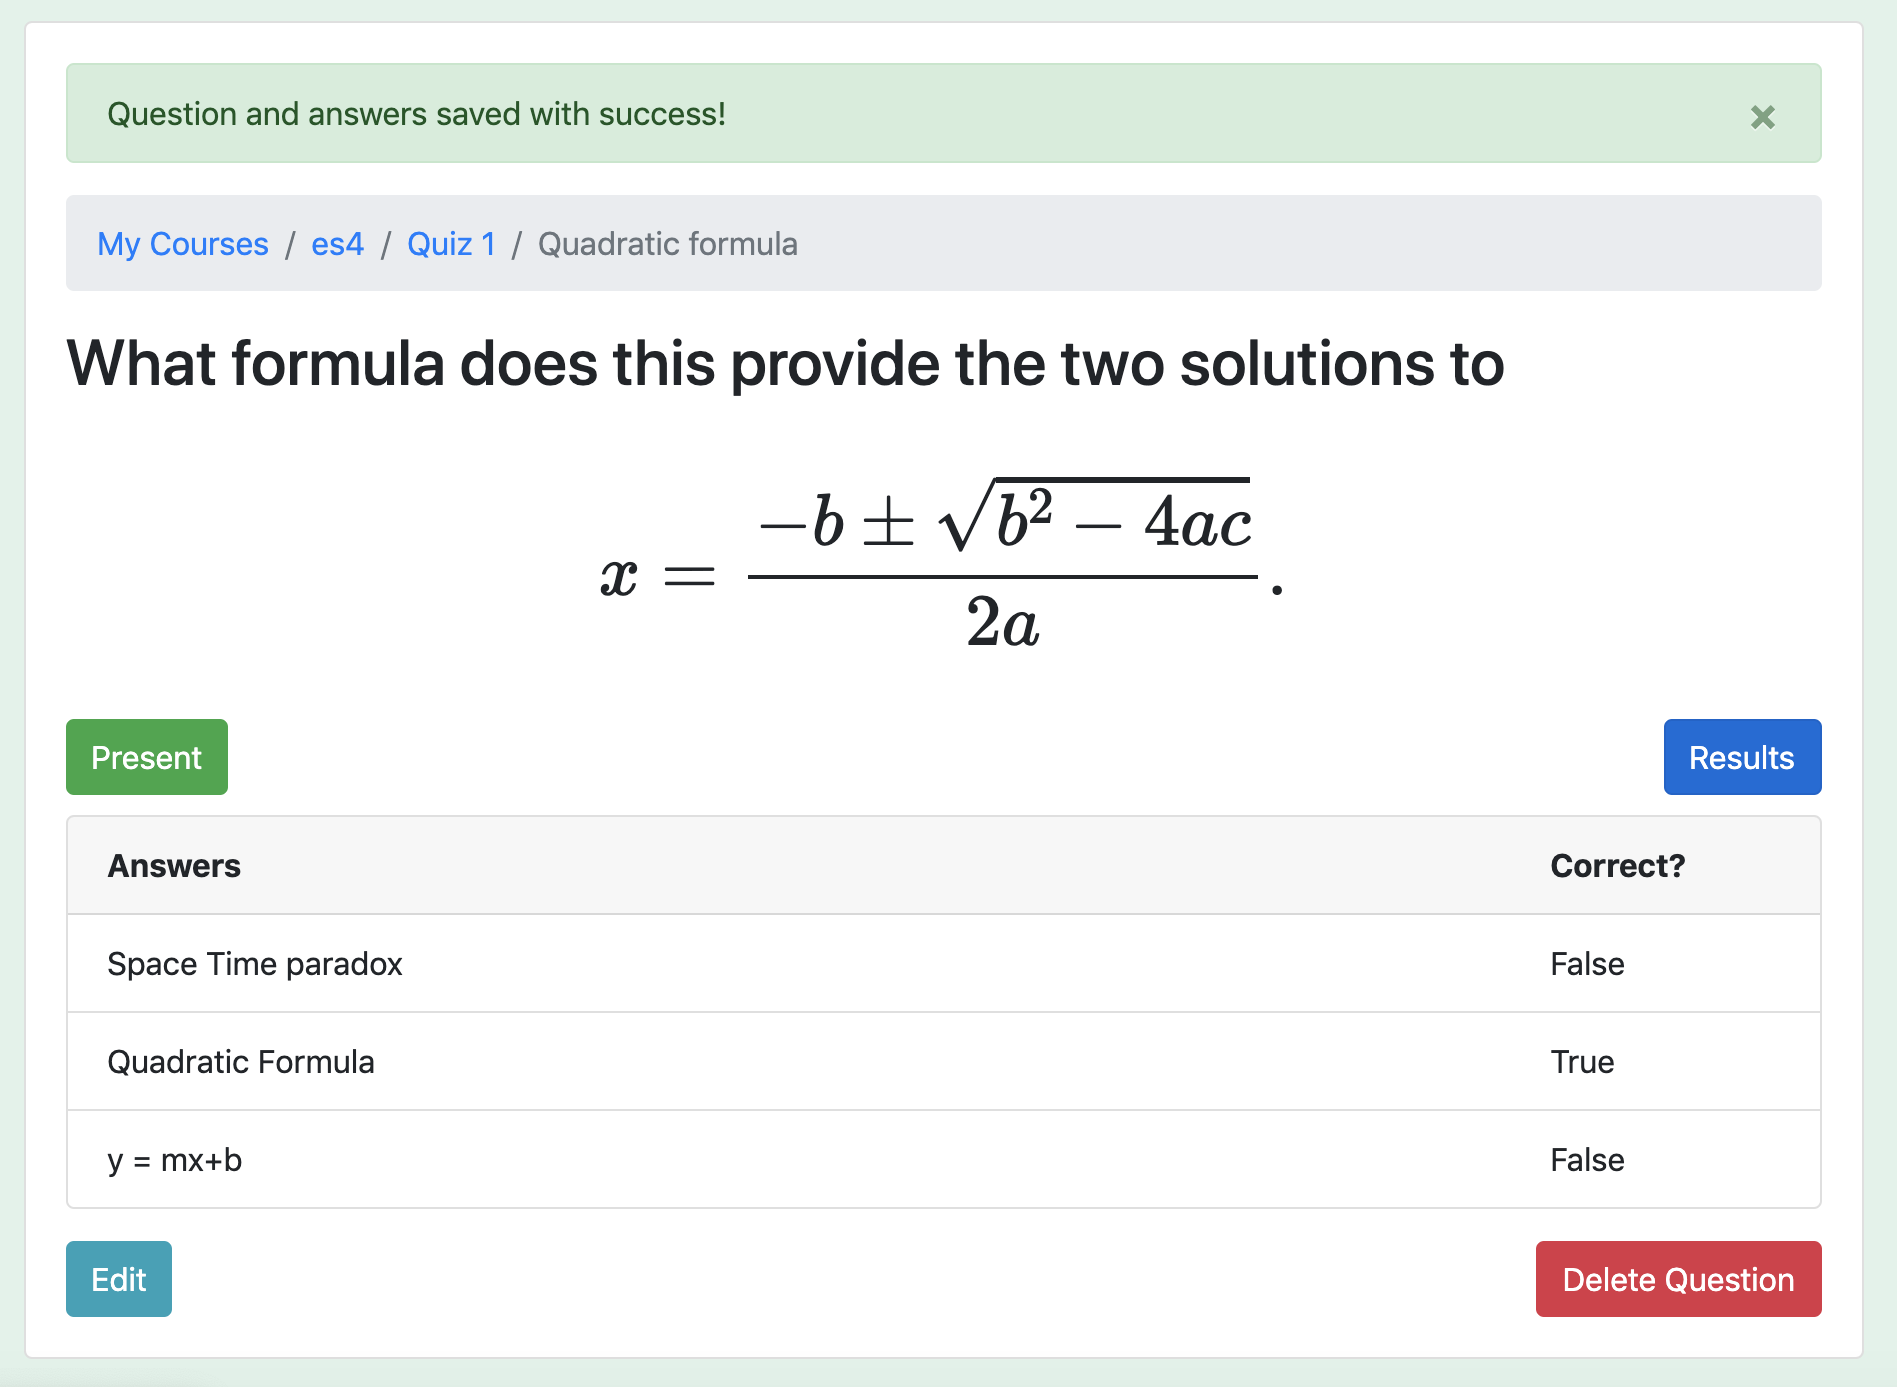 Question and answers saved with success! ×
My Courses / es4 / Quiz 1 / Quadratic formula
What formula does this provide the two solutions to
x = \frac{-b \pm \sqrt{b^2 - 4ac}}{2a}.
Present Results
Answers Correct?
Space Time paradox False
Quadratic Formula True
y = mx+b False
Edit Delete Question